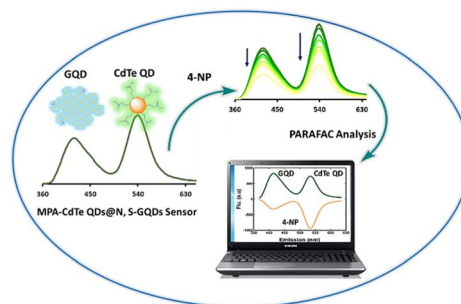 GQD
CdTe QD
4-NP
360
450
540
630
MPA-CdTe QDs@N, S-GQDs Sensor
360
450
540
630
PARAFAC Analysis
GQD
CdTe QD
4-NP
Emission (nm)